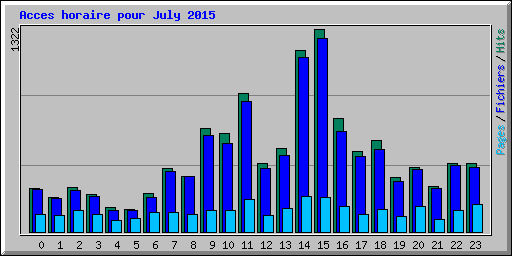 Acces horaire pour July 2015
1322
Pages / Fichiers / Hits
0 1 2 3 4 5 6 7 8 9 10 11 12 13 14 15 16 17 18 19 20 21 22 23